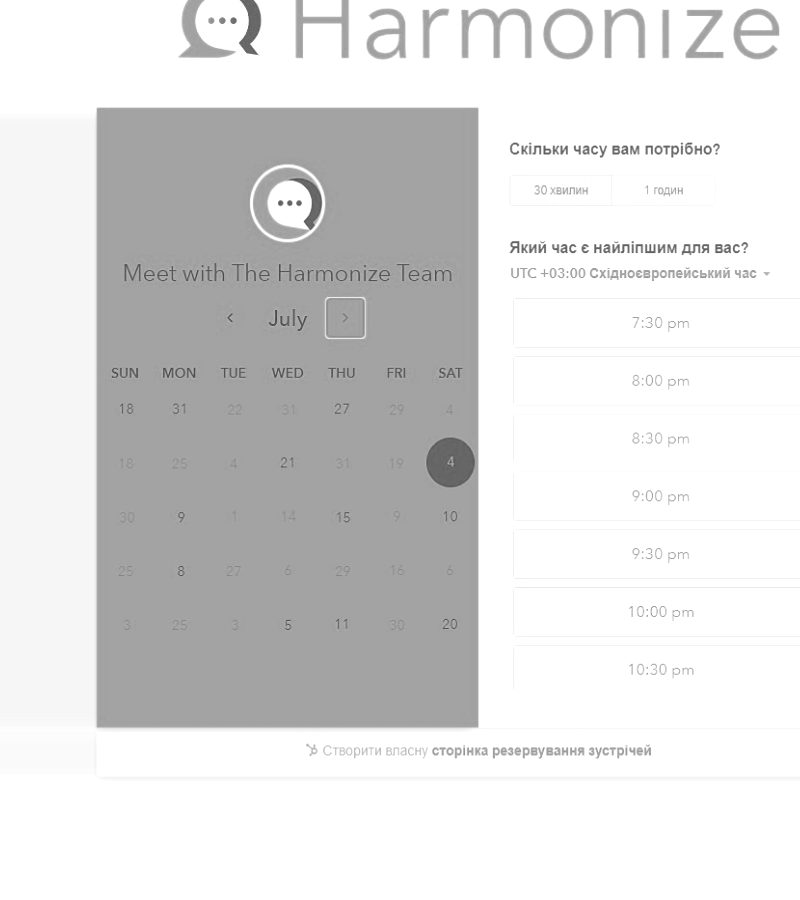 Harmonize
Meet with The Harmonize Team
July
SUN MON TUE WED THU FRI SAT
18 31 22 31 27 29 4
18 25 4 21 31 19 4
30 9 1 14 15 9 10
25 8 27 6 29 16 6
3 25 3 5 11 30 20
Скільки часу вам потрібно?
30 хвилин 1 годин
Який час є найліпшим для вас?
UTC +03:00 Східноєвропейський час
7:30 pm
8:00 pm
8:30 pm
9:00 pm
9:30 pm
10:00 pm
10:30 pm
Створити власну сторінка резервування зустрічей